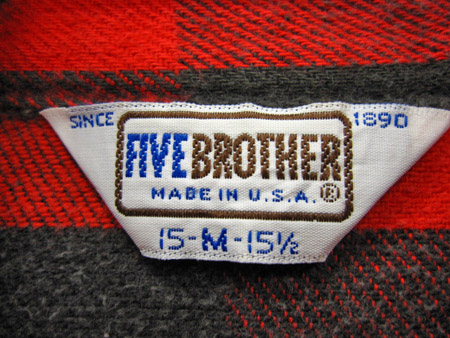 SINCE 1890
FIVE BROTHER
MADE IN U.S.A.®
15-M-15½